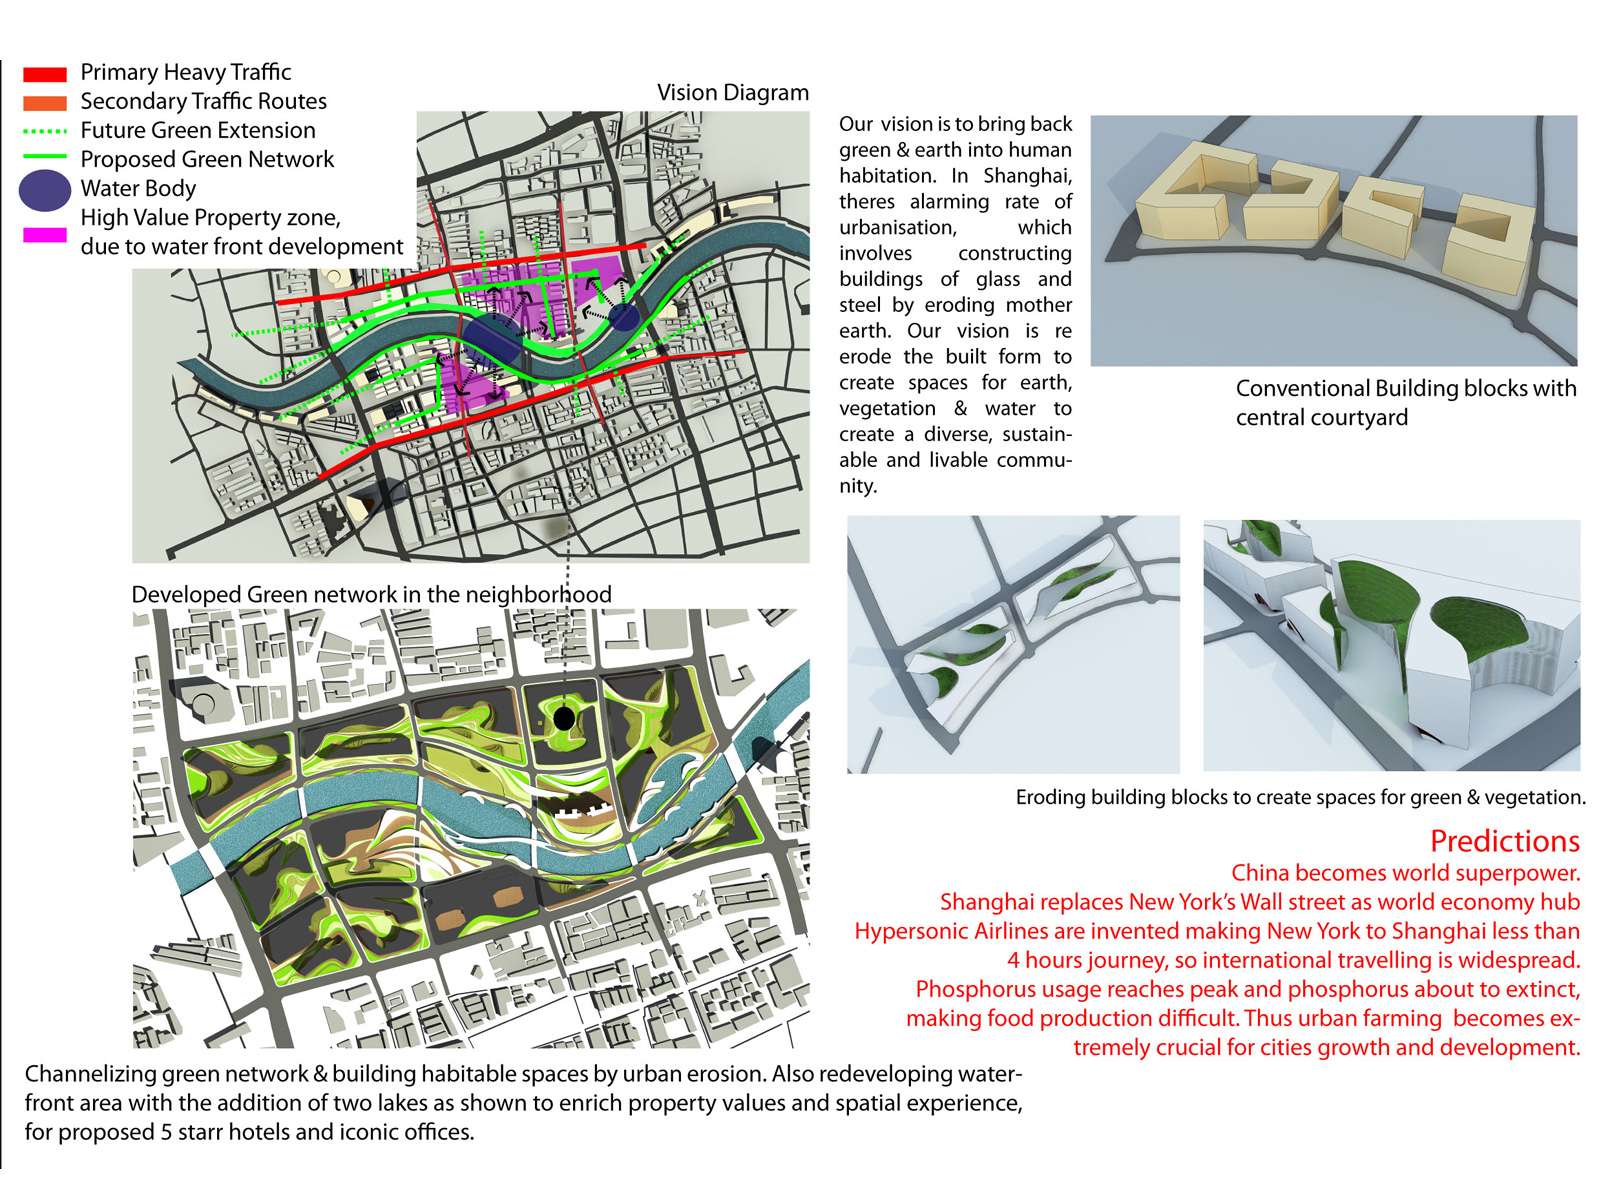 Primary Heavy Traffic
Secondary Traffic Routes
Future Green Extension
Proposed Green Network
Water Body
High Value Property zone,
due to water front development
Vision Diagram
Our vision is to bring back
green & earth into human
habitation. In Shanghai,
theres alarming rate of
urbanisation, which
involves constructing
buildings of glass and
steel by eroding mother
earth. Our vision is re
erode the built form to
create spaces for earth,
vegetation & water to
create a diverse, sustain-
able and livable commu-
nity.
Conventional Building blocks with
central courtyard
Developed Green network in the neighborhood
Eroding building blocks to create spaces for green & vegetation.
Predictions
China becomes world superpower.
Shanghai replaces New York's Wall street as world economy hub
Hypersonic Airlines are invented making New York to Shanghai less than
4 hours journey, so international travelling is widespread.
Phosphorus usage reaches peak and phosphorus about to extinct,
making food production difficult. Thus urban farming becomes ex-
tremely crucial for cities growth and development.
Channelizing green network & building habitable spaces by urban erosion. Also redeveloping water-
front area with the addition of two lakes as shown to enrich property values and spatial experience,
for proposed 5 starr hotels and iconic offices.